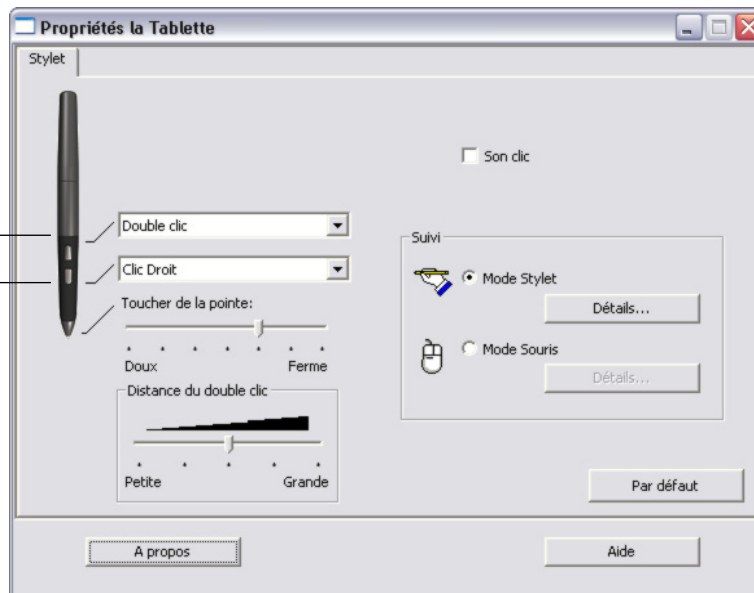 Propriétés la Tablette
Stylet
Son clic
Double clic
Clic Droit
Toucher de la pointe:
Doux Ferme
Distance du double clic
Petite Grande
Suivi
Mode Stylet
Détails...
Mode Souris
Détails...
Par défaut
A propos
Aide